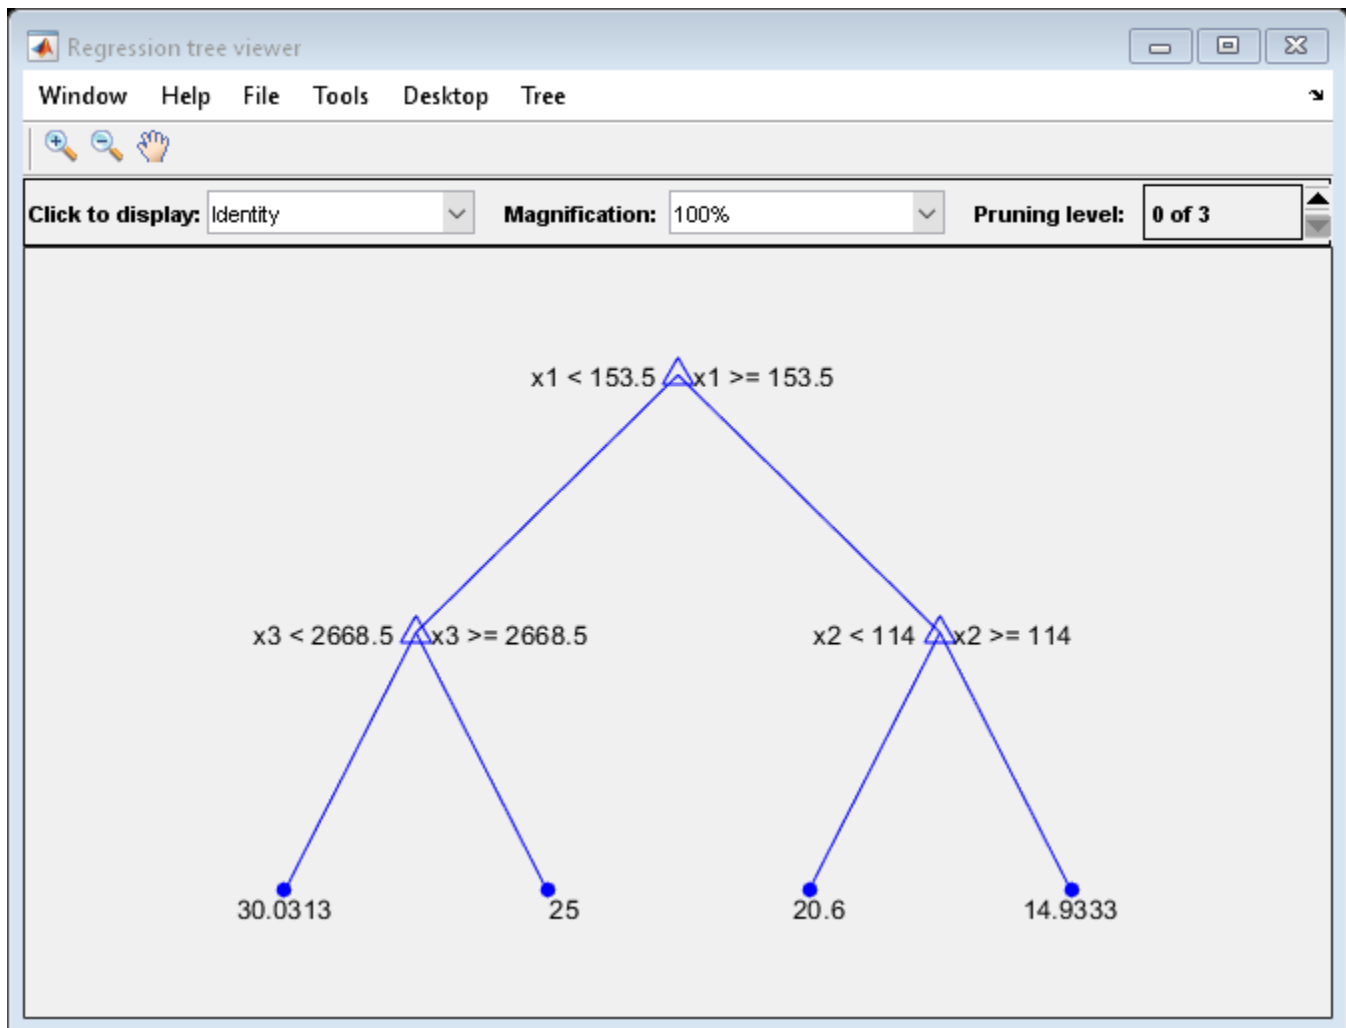 Regression tree viewer
Window Help File Tools Desktop Tree
Click to display: Identity Magnification: 100% Pruning level: 0 of 3
x1 < 153.5 x1 >= 153.5
x3 < 2668.5 x3 >= 2668.5 x2 < 114 x2 >= 114
30.0313 25 20.6 14.9333